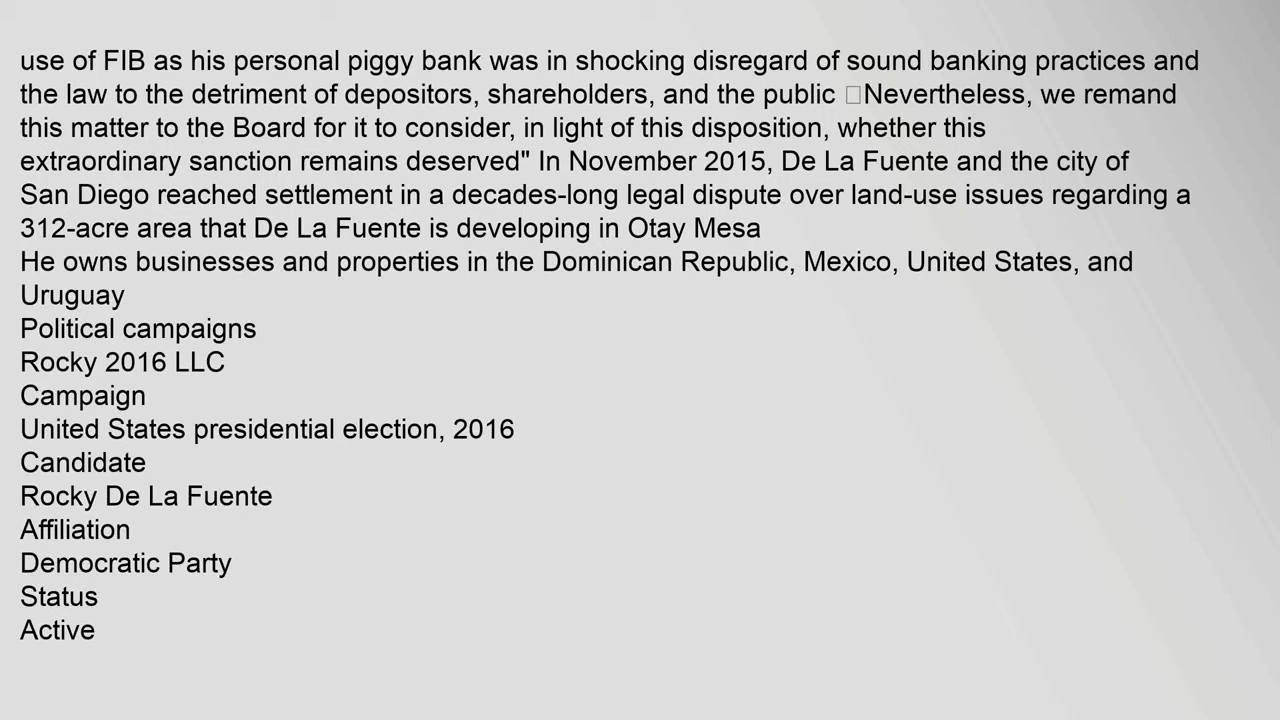 use of FIB as his personal piggy bank was in shocking disregard of sound banking practices and
the law to the detriment of depositors, shareholders, and the public □Nevertheless, we remand
this matter to the Board for it to consider, in light of this disposition, whether this
extraordinary sanction remains deserved" In November 2015, De La Fuente and the city of
San Diego reached settlement in a decades-long legal dispute over land-use issues regarding a
312-acre area that De La Fuente is developing in Otay Mesa
He owns businesses and properties in the Dominican Republic, Mexico, United States, and
Uruguay
Political campaigns
Rocky 2016 LLC
Campaign
United States presidential election, 2016
Candidate
Rocky De La Fuente
Affiliation
Democratic Party
Status
Active